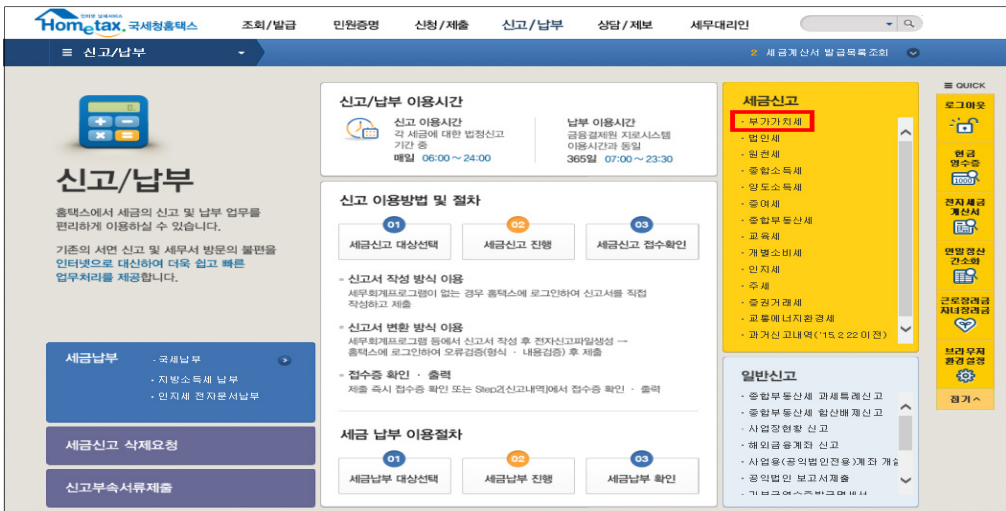 Hometax. 국세청홈택스
조회/발급 민원증명 신청/제출 신고/납부 상담/제보 세무대리인
≡ 신고/납부
2 세금계산서 발급목록조회
신고/납부
홈택스에서 세금의 신고 및 납부 업무를
편리하게 이용하실 수 있습니다.
기존의 서면 신고 및 세무서 방문의 불편을
인터넷으로 대신하여 더욱 쉽고 빠른
업무처리를 제공합니다.
세금납부
· 국세납부
· 지방소득세 납부
· 인지세 전자문서납부
세금신고 삭제요청
신고부속서류제출
신고/납부 이용시간
신고 이용시간
각 세금에 대한 법정신고
기간 중
매일 06:00~24:00
납부 이용시간
금융결제원 지로시스템
이용시간과 동일
365일 07:00~23:30
신고 이용방법 및 절차
01 02 03
세금신고 대상선택 세금신고 진행 세금신고 접수확인
신고서 작성 방식 이용
세무회계프로그램이 없는 경우 홈택스에 로그인하여 신고서를 직접
작성하고 제출
신고서 변환 방식 이용
세무회계프로그램 등에서 신고서 작성 후 전자신고파일생성 →
홈택스에 로그인하여 오류검증(형식 · 내용검증) 후 제출
접수증 확인 · 출력
제출 즉시 접수증 확인 또는 Step2[신고내역]에서 접수증 확인 · 출력
세금 납부 이용절차
01 02 03
세금납부 대상선택 세금납부 진행 세금납부 확인
세금신고
· 부가가치세
· 법인세
· 원천세
· 종합소득세
· 양도소득세
· 증여세
· 종합부동산세
· 교육세
· 개별소비세
· 인지세
· 주세
· 증권거래세
· 교통에너지환경세
· 과거신고내역('15.2.22이전)
일반신고
· 종합부동산세 과세특례신고
· 종합부동산세 합산배제신고
· 사업장현황 신고
· 해외금융계좌 신고
· 사업용(공익법인전용)계좌 개설
· 공익법인 보고서제출
· 기부금영수증발급명세서
≡ QUICK
로그아웃
현금
영수증
1000
전자세금
계산서
연말정산
간소화
근로장려금
자녀장려금
브라우저
환경설정
접기